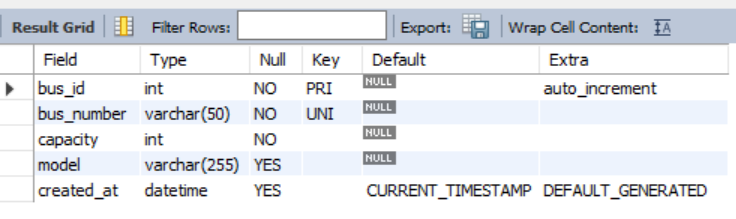 Result Grid Filter Rows: Export: Wrap Cell Content: IA
Field Type Null Key Default Extra
bus_id int NO PRI NULL auto_increment
bus_number varchar(50) NO UNI NULL
capacity int NO NULL
model varchar(255) YES NULL
created_at datetime YES CURRENT_TIMESTAMP DEFAULT_GENERATED